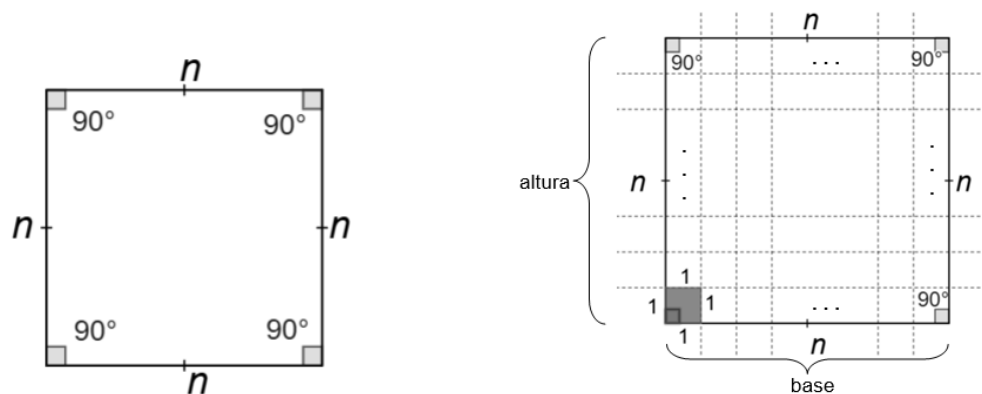 n
90° 90°
n n
90° 90°
n
n
90° . . . 90°
altura n . . . . . . n
1
1 1 . . . 90°
1
n
base